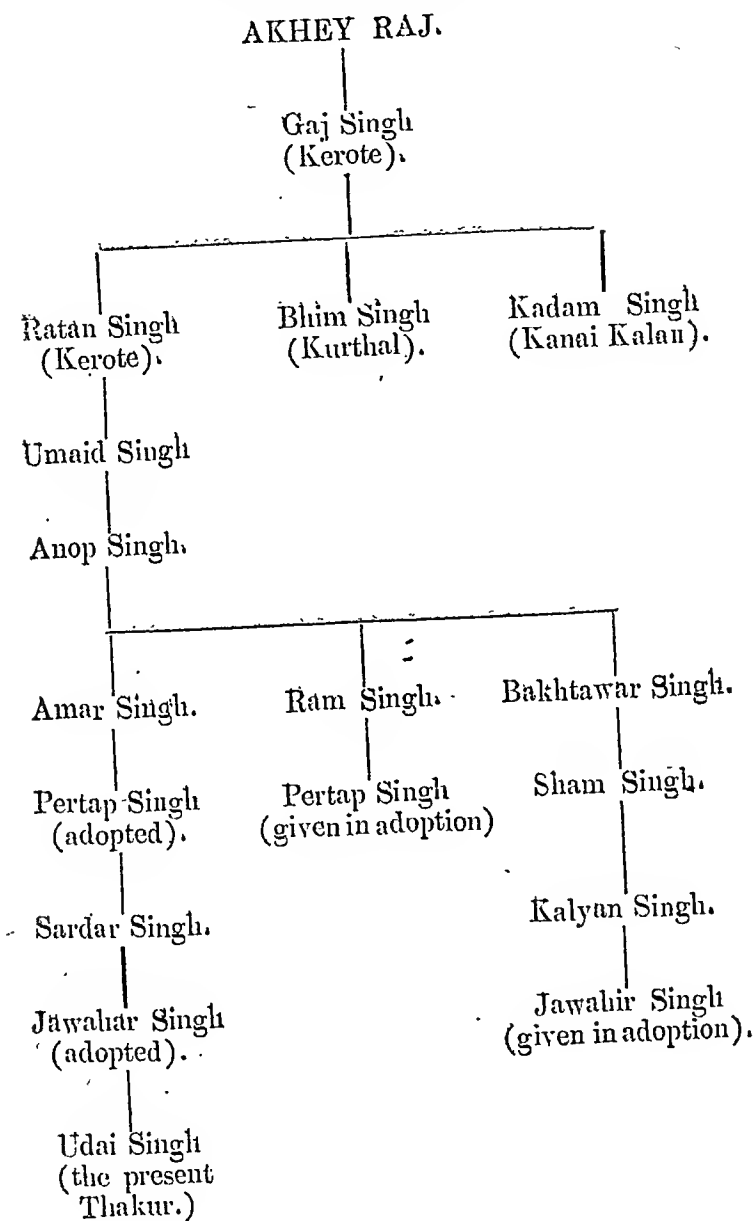 AKHEY RAJ.
Gaj Singh
(Kerote).
Ratan Singh
(Kerote).
Bhim Singh
(Kurthal).
Kadam Singh
(Kanai Kalan).
Umaid Singh
Anop Singh.
Amar Singh.
Ram Singh.
Bakhtawar Singh.
Pertap Singh
(adopted).
Pertap Singh
(given in adoption)
Sham Singh.
Sardar Singh.
Kalyan Singh.
Jawahar Singh
(adopted).
Jawahir Singh
(given in adoption).
Udai Singh
(the present
Thakur.)